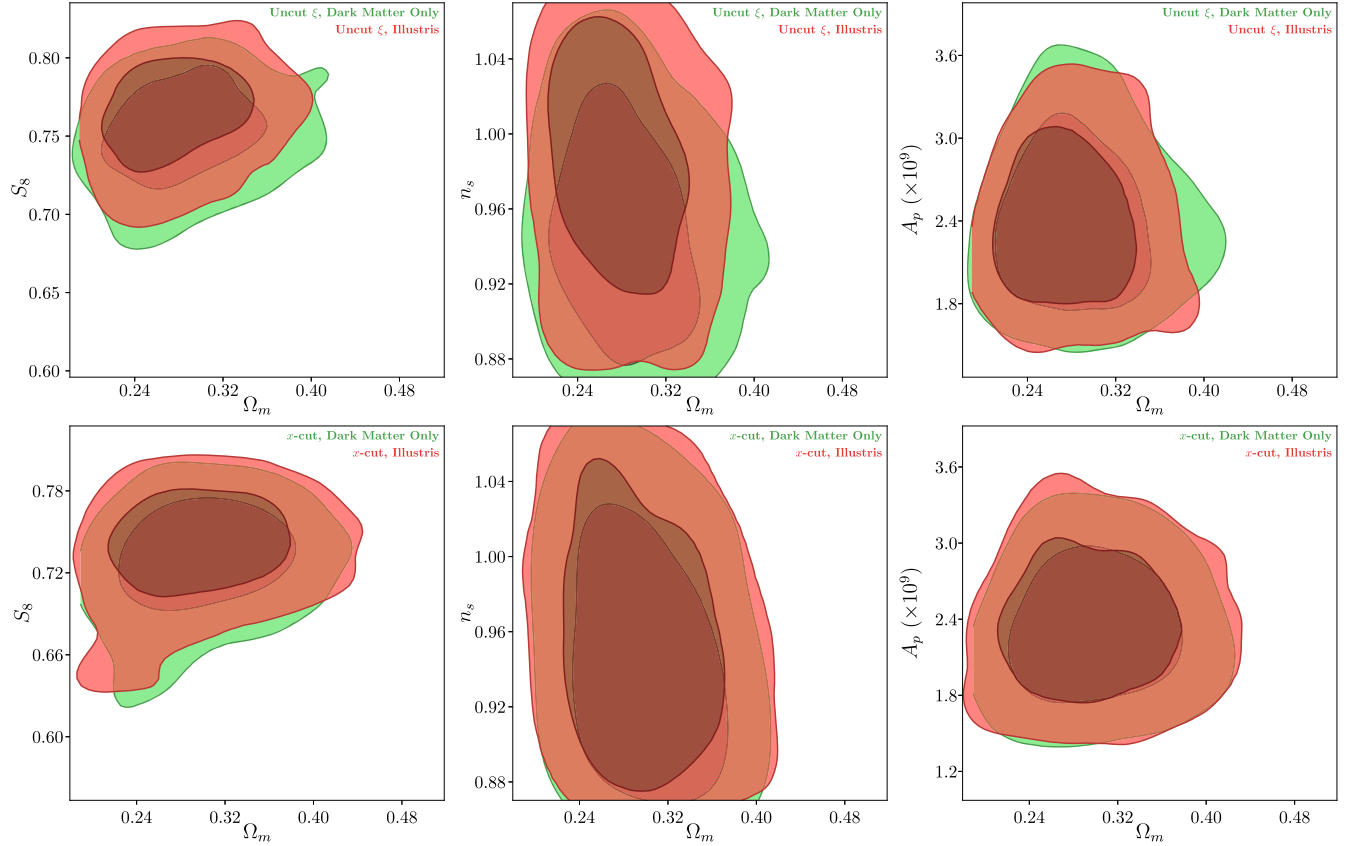 Uncut ξ, Dark Matter Only
Uncut ξ, Illustris
0.80
0.75
0.70
0.65
0.60
S₈
0.24 0.32 0.40 0.48
Ωₘ
Uncut ξ, Dark Matter Only
Uncut ξ, Illustris
1.04
1.00
0.96
0.92
0.88
nₛ
0.24 0.32 0.40 0.48
Ωₘ
Uncut ξ, Dark Matter Only
Uncut ξ, Illustris
3.6
3.0
2.4
1.8
Aₚ (×10⁹)
0.24 0.32 0.40 0.48
Ωₘ
x-cut, Dark Matter Only
x-cut, Illustris
0.78
0.72
0.66
0.60
S₈
0.24 0.32 0.40 0.48
Ωₘ
x-cut, Dark Matter Only
x-cut, Illustris
1.04
1.00
0.96
0.92
0.88
nₛ
0.24 0.32 0.40 0.48
Ωₘ
x-cut, Dark Matter Only
x-cut, Illustris
3.6
3.0
2.4
1.8
1.2
Aₚ (×10⁹)
0.24 0.32 0.40 0.48
Ωₘ